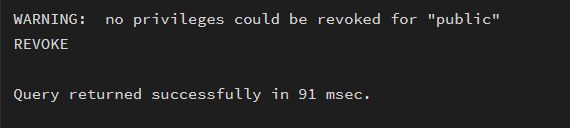 WARNING:  no privileges could be revoked for "public"
REVOKE
Query returned successfully in 91 msec.